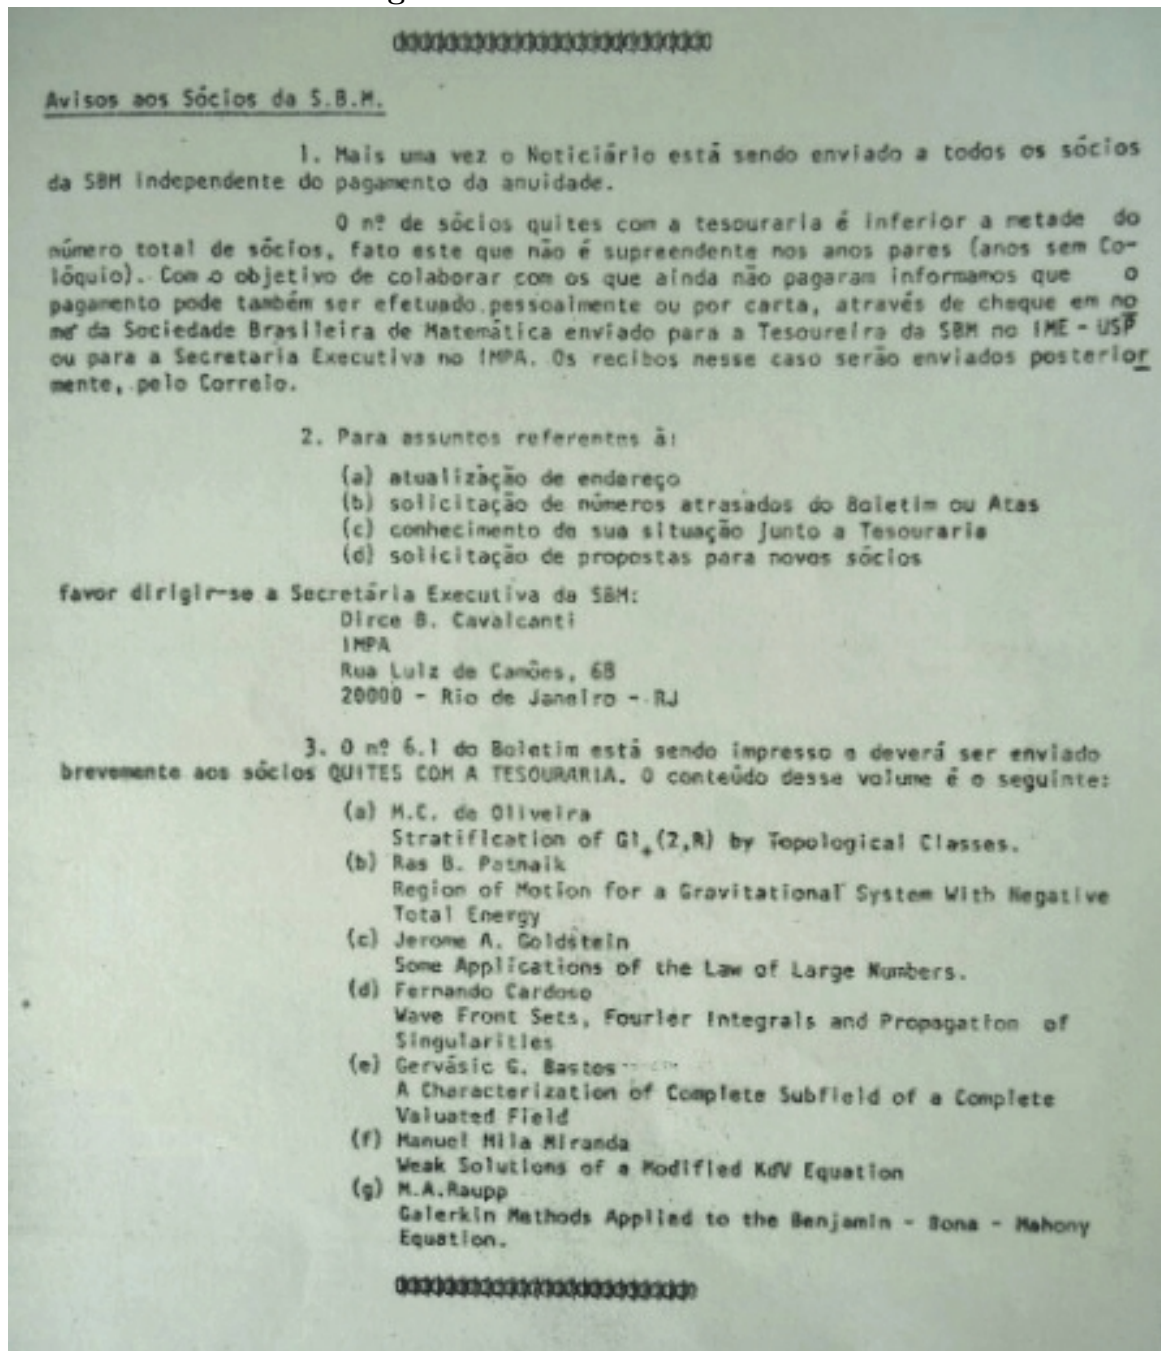 Avisos aos Sócios da S.B.M.
1. Mais uma vez o Noticiário está sendo enviado a todos os sócios
da SBM independente do pagamento da anuidade.
O nº de sócios quites com a tesouraria é inferior a metade do
número total de sócios, fato este que não é supreendente nos anos pares (anos sem Co-
lóquio). Com o objetivo de colaborar com os que ainda não pagaram informamos que o
pagamento pode também ser efetuado pessoalmente ou por carta, através de cheque em no
me da Sociedade Brasileira de Matemática enviado para a Tesoureira da SBM no IME - USP
ou para a Secretaria Executiva no IMPA. Os recibos nesse caso serão enviados posterior
mente, pelo Correio.
2. Para assuntos referentes à:
(a) atualização de endereço
(b) solicitação de números atrasados do Boletim ou Atas
(c) conhecimento da sua situação junto a Tesouraria
(d) solicitação de propostas para novos sócios
favor dirigir-se a Secretária Executiva da SBM:
Dirce B. Cavalcanti
IMPA
Rua Luiz de Camões, 68
20000 - Rio de Janeiro - RJ
3. O nº 6.1 do Boletim está sendo impresso e deverá ser enviado
brevemente aos sócios QUITES COM A TESOURARIA. O conteúdo desse volume é o seguinte:
(a) M.C. de Oliveira
Stratification of Gl₊(2,R) by Topological Classes.
(b) Ras B. Patnaik
Region of Motion for a Gravitational System With Negative
Total Energy
(c) Jerome A. Goldstein
Some Applications of the Law of Large Numbers.
(d) Fernando Cardoso
Wave Front Sets, Fourier Integrals and Propagation of
Singularities
(e) Gervásic G. Bastos
A Characterization of Complete Subfield of a Complete
Valuated Field
(f) Manuel Mila Miranda
Weak Solutions of a Modified KdV Equation
(g) M.A.Raupp
Galerkin Methods Applied to the Benjamin - Bona - Mahony
Equation.